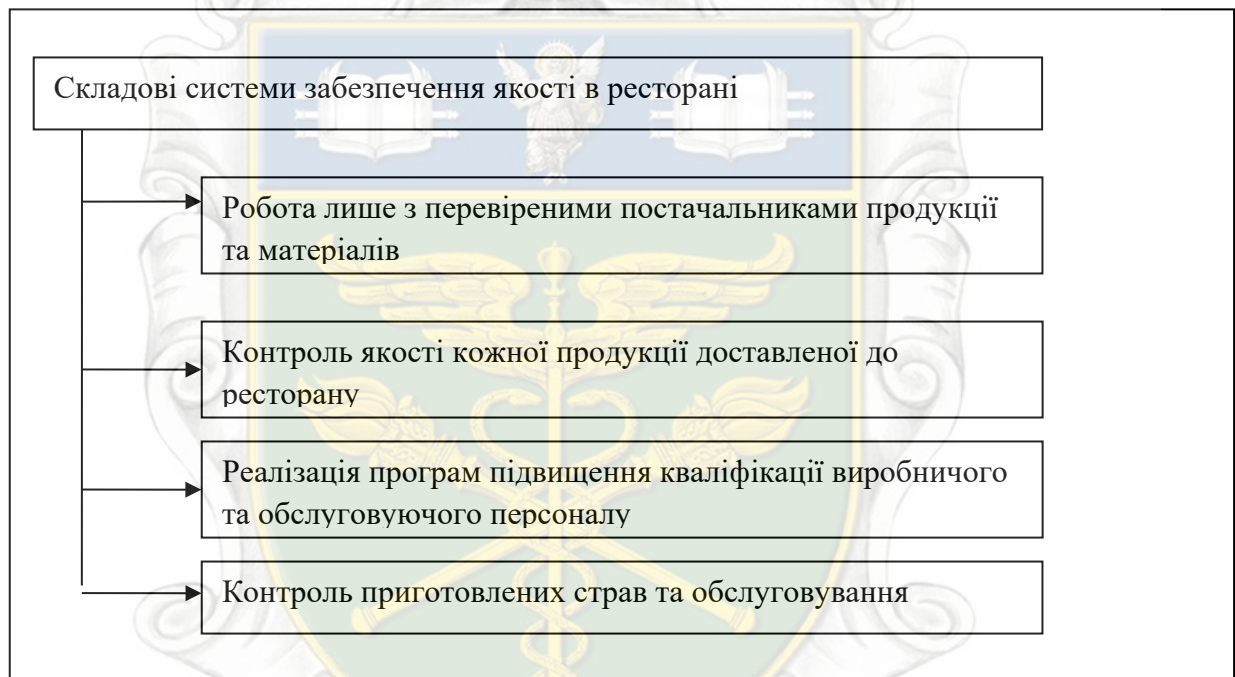 Складові системи забезпечення якості в ресторані
Робота лише з перевіреними постачальниками продукції
та матеріалів
Контроль якості кожної продукції доставленої до
ресторану
Реалізація програм підвищення кваліфікації виробничого
та обслуговуючого персоналу
Контроль приготовлених страв та обслуговування